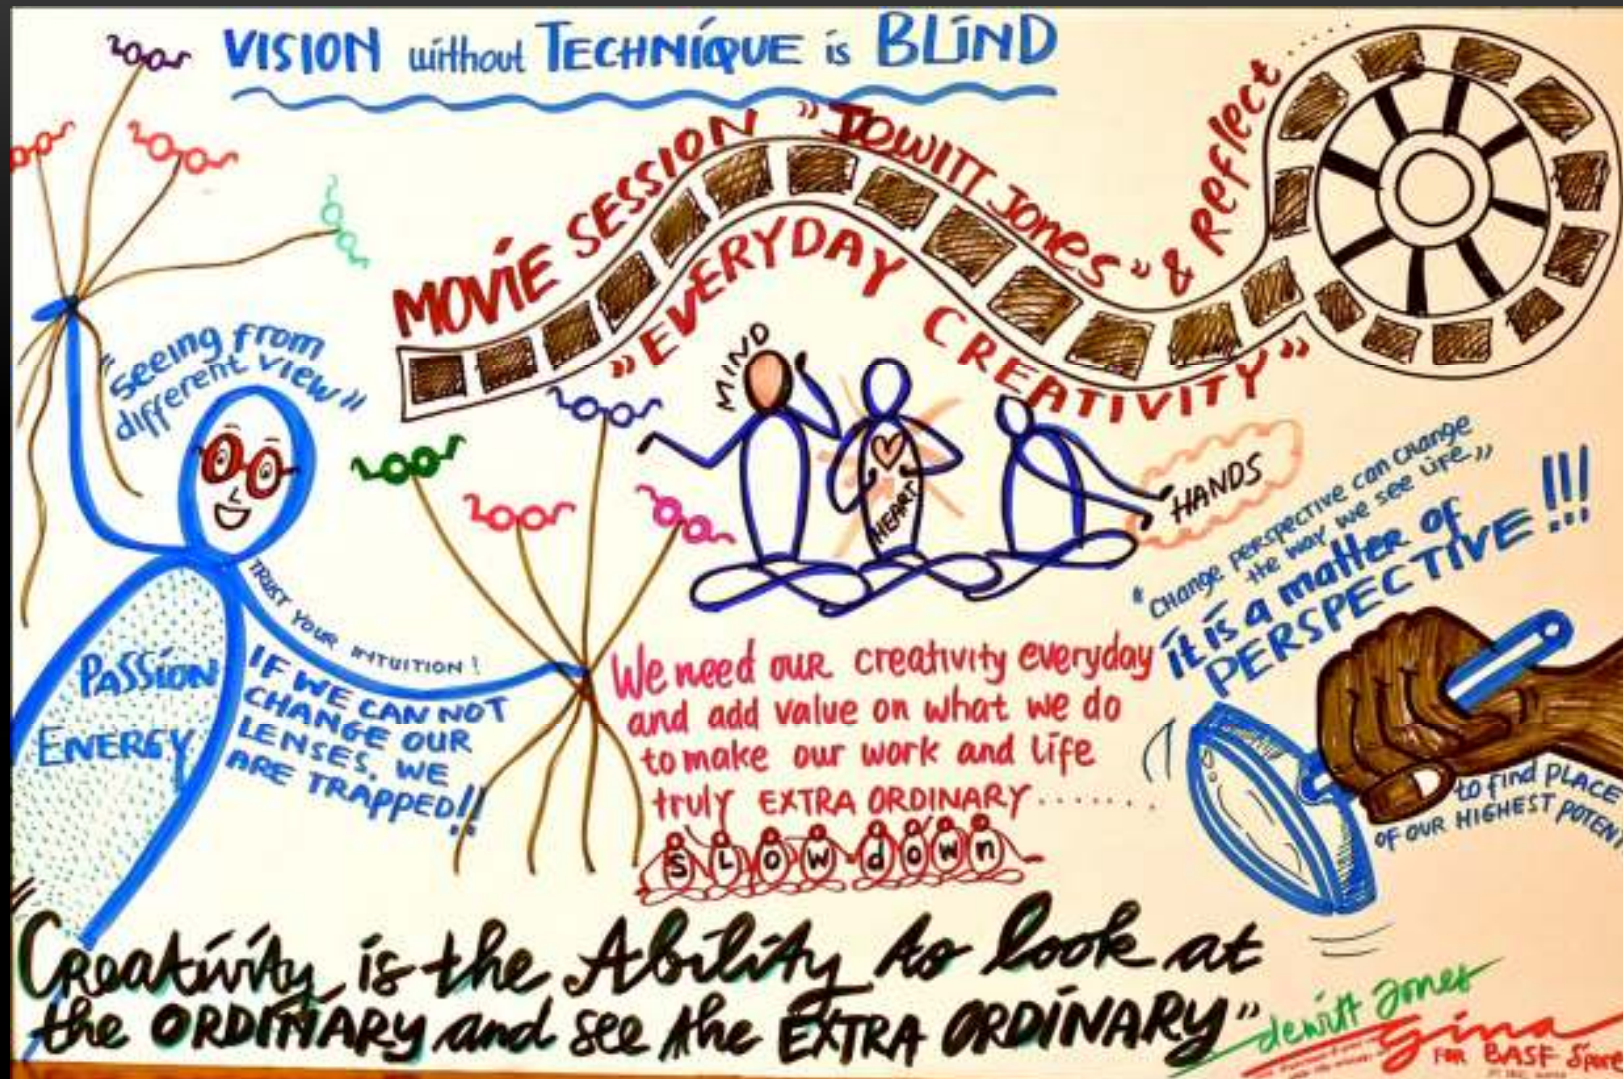 VISION without TECHNIQUE is BLIND
MOVIE SESSION "DOWITT JONES" & REFLECT....
"EVERYDAY CREATIVITY"
"seeing from
different view"
MIND
HEART
HANDS
"CHANGE PERSPECTIVE CAN CHANGE
the way we see life"
it is a matter of
PERSPECTIVE!!!
TRUST YOUR INTUITION!
PASSION
ENERGY
IF WE CAN NOT
CHANGE OUR
LENSES, WE
ARE TRAPPED!!
We need our creativity everyday
and add value on what we do
to make our work and life
truly EXTRA ORDINARY.......
SLOW down
to find PLACE
OF OUR HIGHEST POTEN
Creativity is the Ability to look at
the ORDINARY and see the EXTRA ORDINARY"
dewitt Jones
gina
FOR BASF